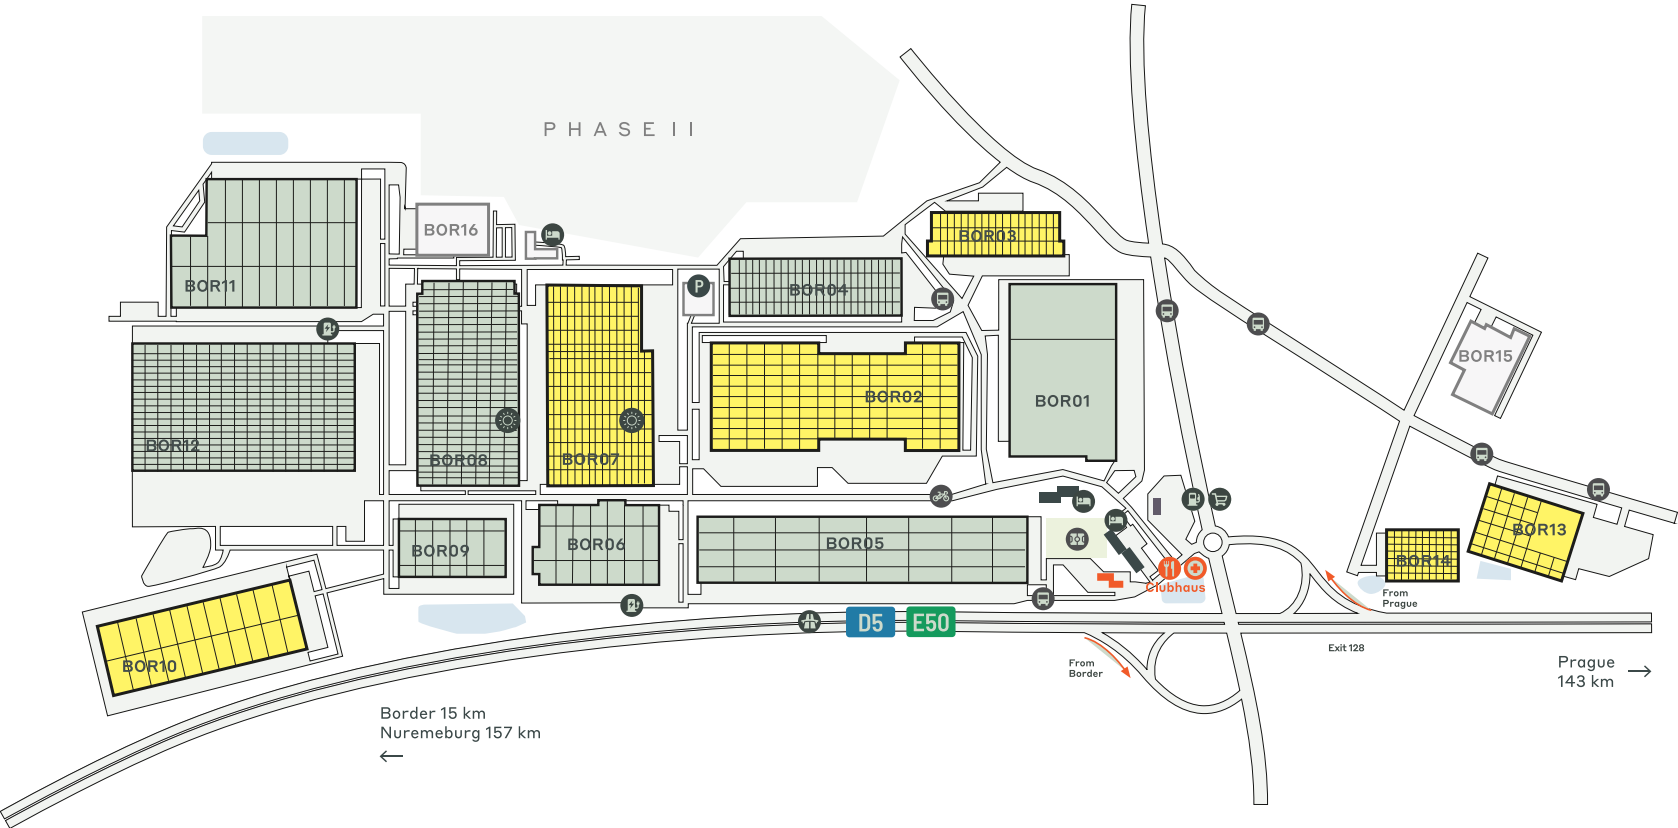 PHASE II
BOR16
BOR03
BOR11
BOR04
P
BOR15
BOR02
BOR01
BOR12
BOR08
BOR07
BOR13
BOR09
BOR06
BOR05
BOR14
Clubhaus
From
Prague
D5
E50
Exit 128
BOR10
From
Border
Prague
143 km
Border 15 km
Nuremeburg 157 km